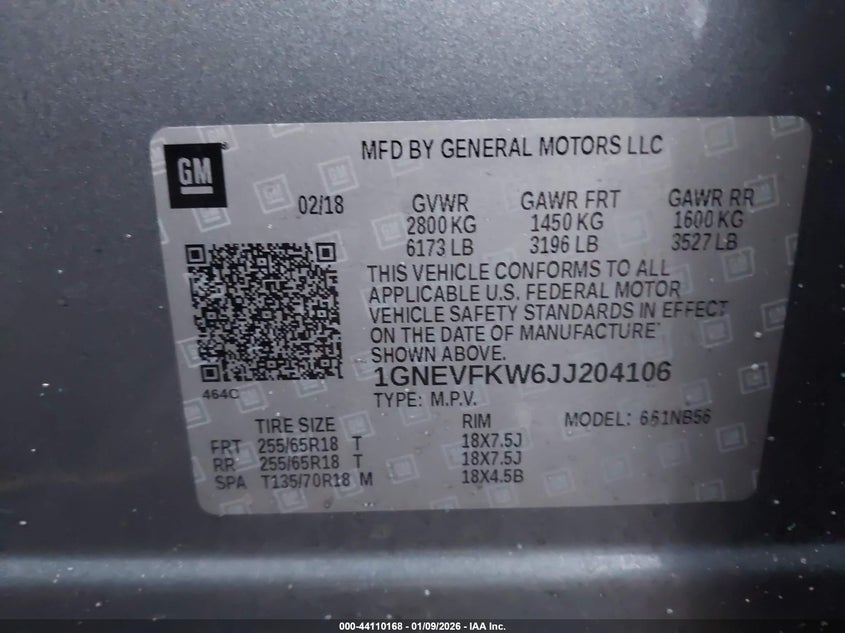 GM
MFD BY GENERAL MOTORS LLC
02/18
GVWR GAWR FRT GAWR RR
2800 KG 1450 KG 1600 KG
6173 LB 3196 LB 3527 LB
THIS VEHICLE CONFORMS TO ALL
APPLICABLE U.S. FEDERAL MOTOR
VEHICLE SAFETY STANDARDS IN EFFECT
ON THE DATE OF MANUFACTURE
SHOWN ABOVE.
1GNEVFKW6JJ204106
464C
TYPE: M.P.V.
TIRE SIZE RIM MODEL: 661NB56
FRT 255/65R18 T 18X7.5J
RR 255/65R18 T 18X7.5J
SPA T135/70R18 M 18X4.5B
000-44110168 - 01/09/2026 - IAA Inc.